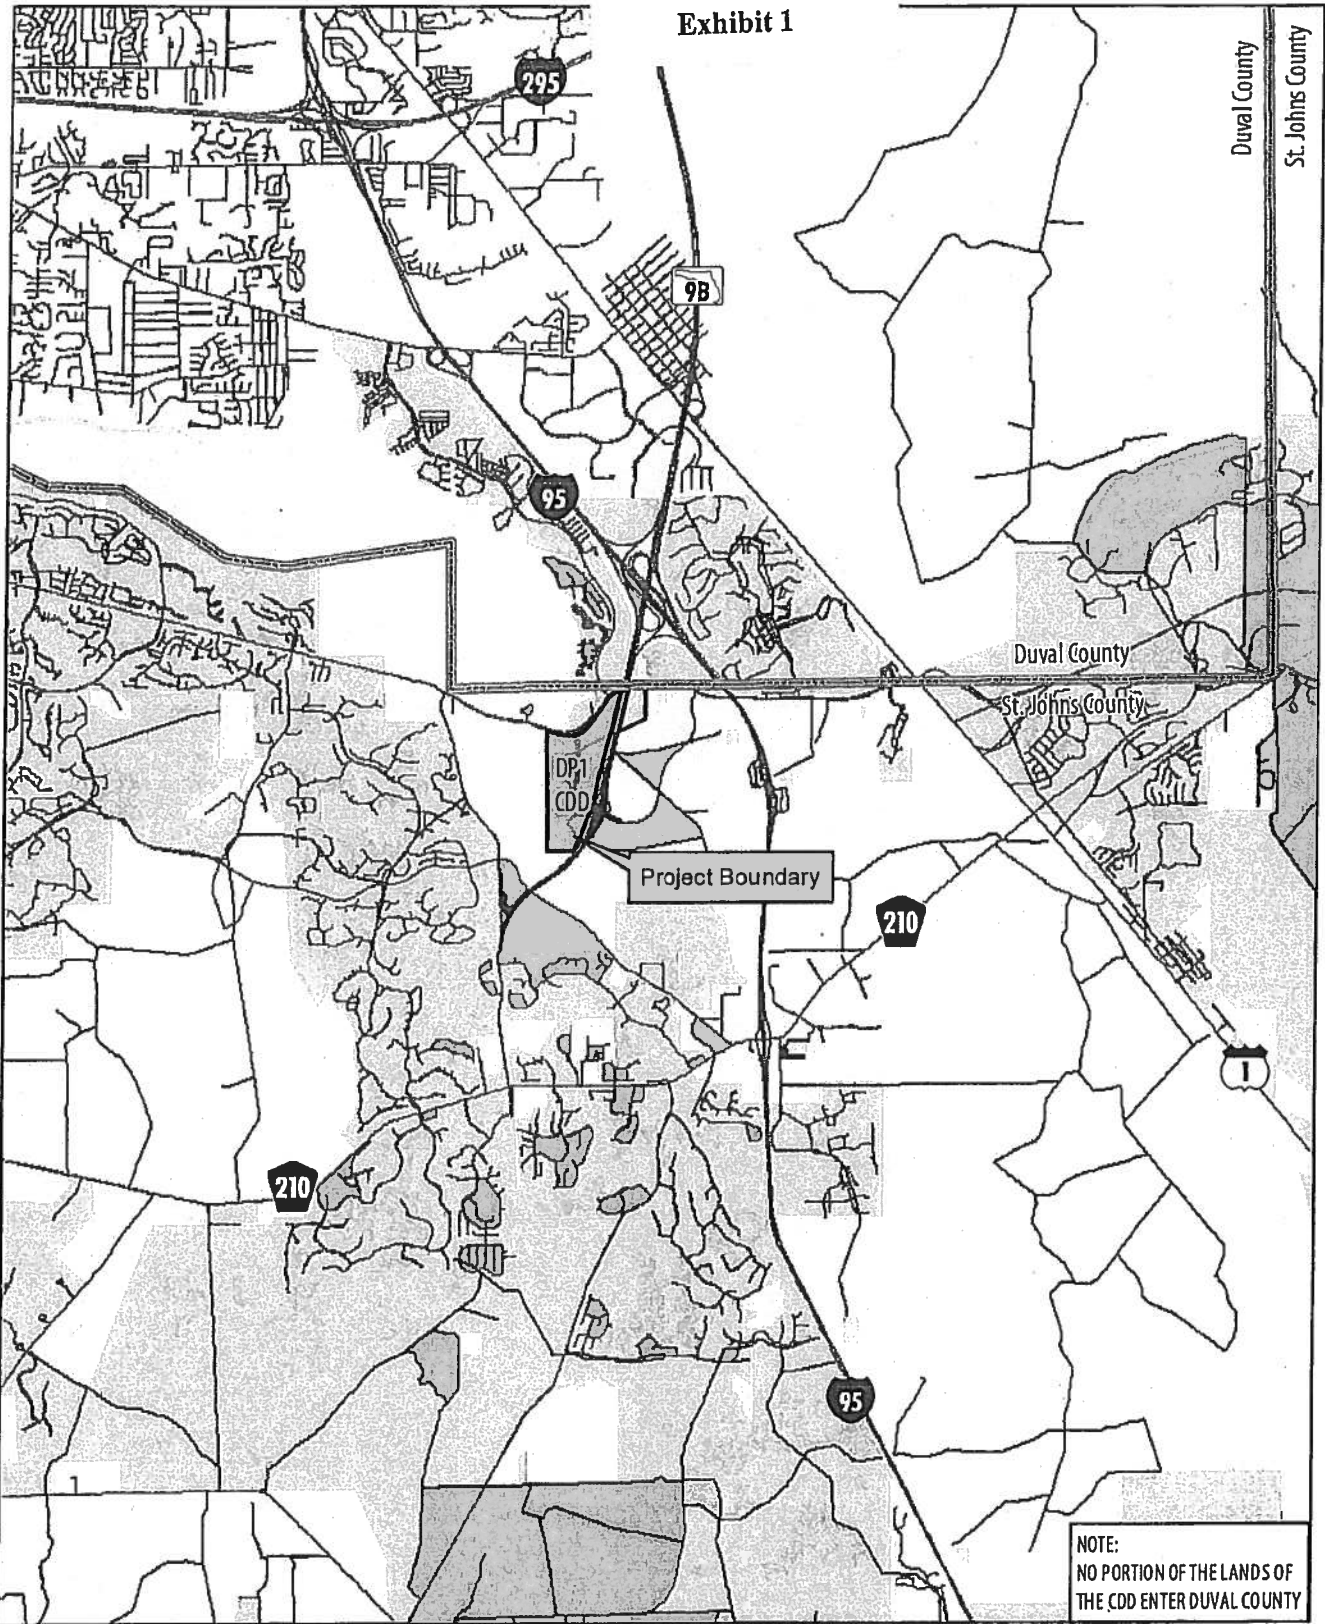 Exhibit 1
295
Duval County
St. Johns County
9B
95
Duval County
St. Johns County
DP1
CDD
Project Boundary
210
1
210
95
NOTE:
NO PORTION OF THE LANDS OF
THE CDD ENTER DUVAL COUNTY